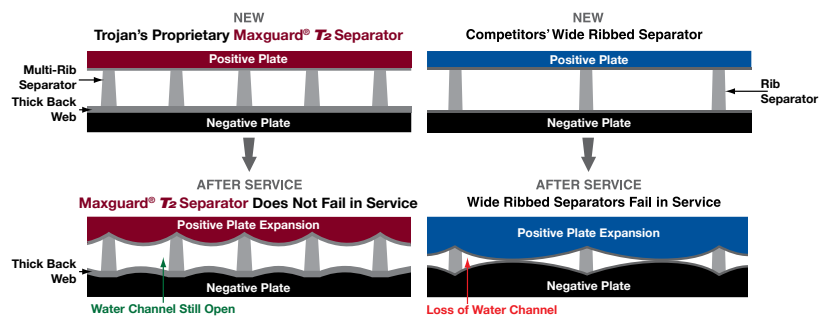 NEW
Trojan's Proprietary Maxguard® T2 Separator
Positive Plate
Multi-Rib
Separator
Thick Back
Web
Negative Plate
AFTER SERVICE
Maxguard® T2 Separator Does Not Fail in Service
Positive Plate Expansion
Thick Back
Web
Negative Plate
Water Channel Still Open
NEW
Competitors' Wide Ribbed Separator
Positive Plate
Rib
Separator
Negative Plate
AFTER SERVICE
Wide Ribbed Separators Fail in Service
Positive Plate Expansion
Negative Plate
Loss of Water Channel